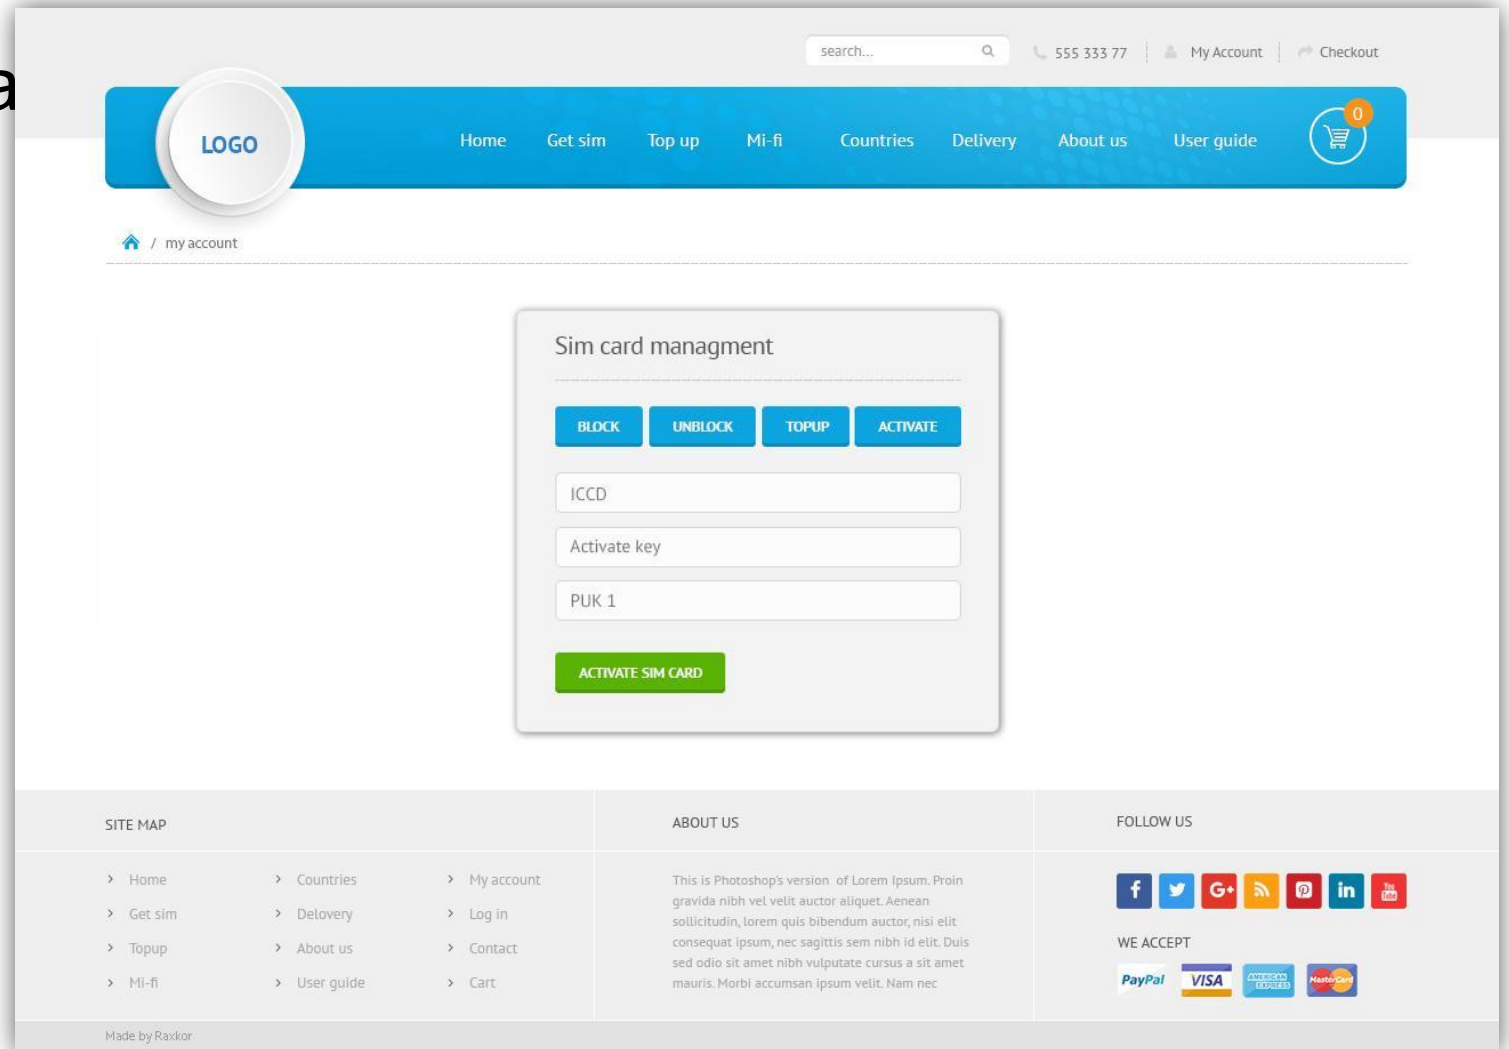 search...
555 333 77
My Account
Checkout
a
LOGO
Home
Get sim
Top up
Mi-fi
Countries
Delivery
About us
User guide
0
/ my account
Sim card managment
BLOCK
UNBLOCK
TOPUP
ACTIVATE
ICCD
Activate key
PUK 1
ACTIVATE SIM CARD
SITE MAP
Home
Get sim
Topup
Mi-fi
Countries
Delovery
About us
User guide
My account
Log in
Contact
Cart
ABOUT US
This is Photoshop's version of Lorem Ipsum. Proin
gravida nibh vel velit auctor aliquet. Aenean
sollicitudin, lorem quis bibendum auctor, nisi elit
consequat ipsum, nec sagittis sem nibh id elit. Duis
sed odio sit amet nibh vulputate cursus a sit amet
mauris. Morbi accumsan ipsum velit. Nam nec
FOLLOW US
f
G+
in
You
Tube
WE ACCEPT
PayPal
VISA
AMERICAN
EXPRESS
MasterCard
Made by Raxkor